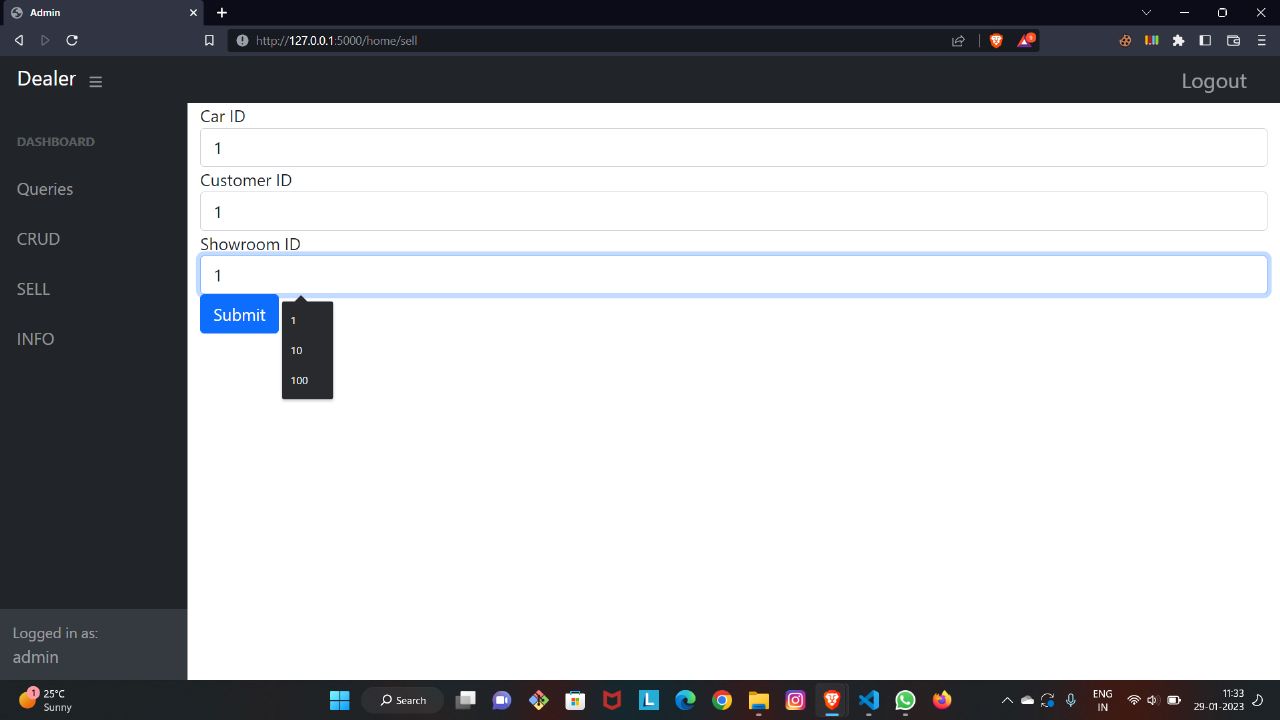 Admin
http://127.0.0.1:5000/home/sell
9
Dealer
Logout
DASHBOARD
Queries
CRUD
SELL
INFO
Logged in as:
admin
Car ID
1
Customer ID
1
Showroom ID
1
Submit
1
10
100
1
25°C
Sunny
Search
L
ENG
IN
11:33
29-01-2023